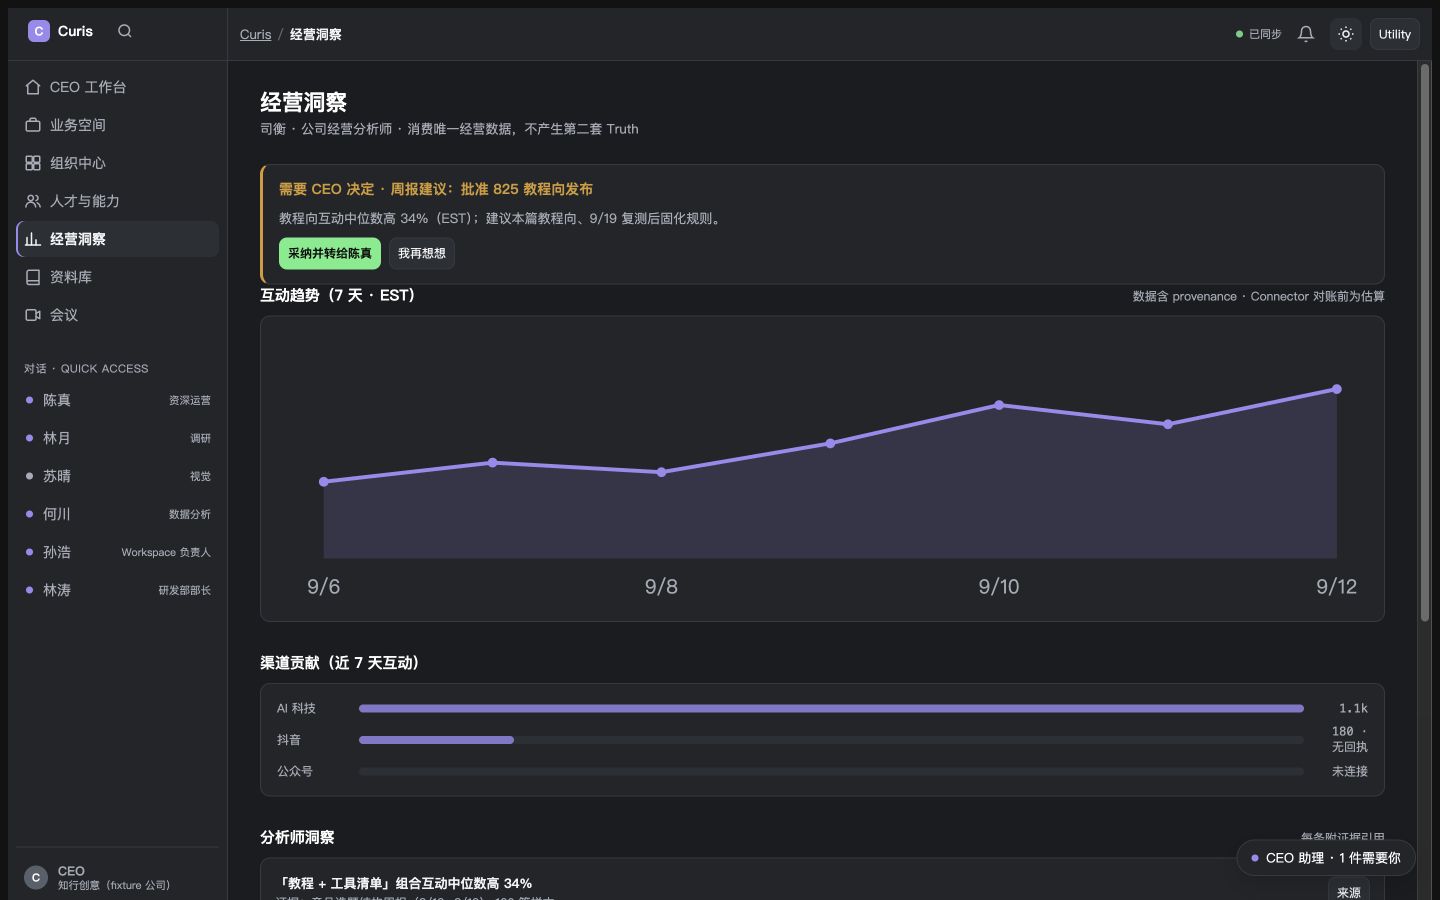 C Curis
Curis / 经营洞察
已同步
Utility
CEO 工作台
业务空间
组织中心
人才与能力
经营洞察
资料库
会议
对话 · QUICK ACCESS
陈真 资深运营
林月 调研
苏晴 视觉
何川 数据分析
孙浩 Workspace 负责人
林涛 研发部部长
C CEO
知行创意（fixture 公司）
经营洞察
司衡 · 公司经营分析师 · 消费唯一经营数据，不产生第二套 Truth
需要 CEO 决定 · 周报建议：批准 825 教程向发布
教程向互动中位数高 34%（EST）；建议本篇教程向、9/19 复测后固化规则。
采纳并转给陈真 我再想想
互动趋势（7 天 · EST） 数据含 provenance · Connector 对账前为估算
9/6 9/8 9/10 9/12
渠道贡献（近 7 天互动）
AI 科技 1.1k
抖音 180 ·
无回执
公众号 未连接
分析师洞察 每条附证据引用
CEO 助理 · 1 件需要你
「教程 + 工具清单」组合互动中位数高 34%
来源